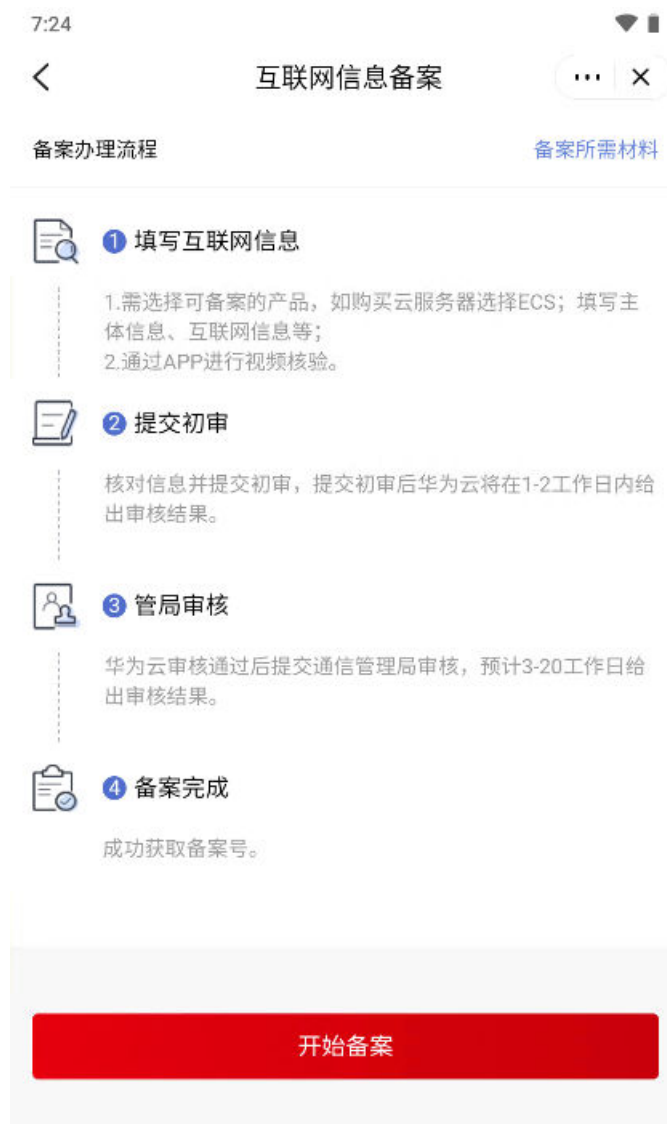 7:24
互联网信息备案
备案办理流程
备案所需材料
1 填写互联网信息
1.需选择可备案的产品，如购买云服务器选择ECS；填写主
体信息、互联网信息等；
2.通过APP进行视频核验。
2 提交初审
核对信息并提交初审，提交初审后华为云将在1-2工作日内给
出审核结果。
3 管局审核
华为云审核通过后提交通信管理局审核，预计3-20工作日给
出审核结果。
4 备案完成
成功获取备案号。
开始备案